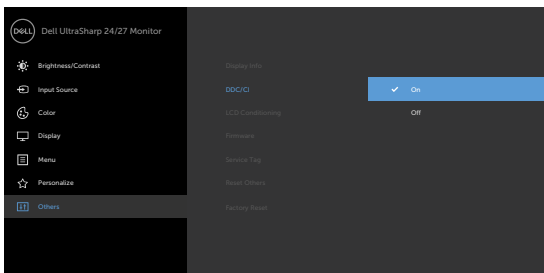 DELL Dell UltraSharp 24/27 Monitor
Brightness/Contrast
Input Source
Color
Display
Menu
Personalize
Others
Display Info
DDC/CI
LCD Conditioning
Firmware
Service Tag
Reset Others
Factory Reset
On
Off